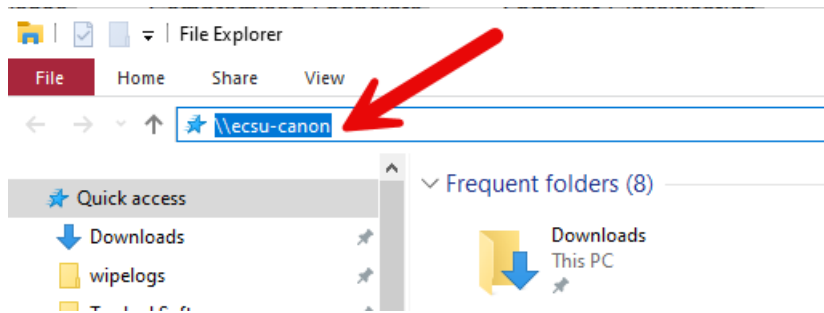 File Explorer
File Home Share View
\\ecsu-canon
Quick access
Downloads
wipelogs
Frequent folders (8)
Downloads
This PC